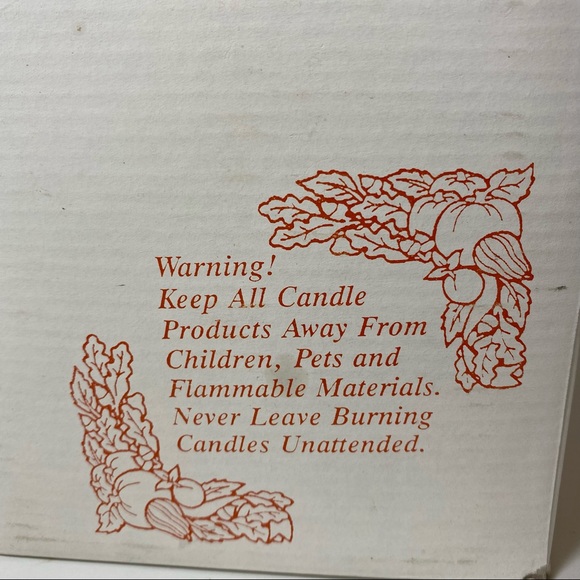 Warning!
Keep All Candle
Products Away From
Children, Pets and
Flammable Materials.
Never Leave Burning
Candles Unattended.